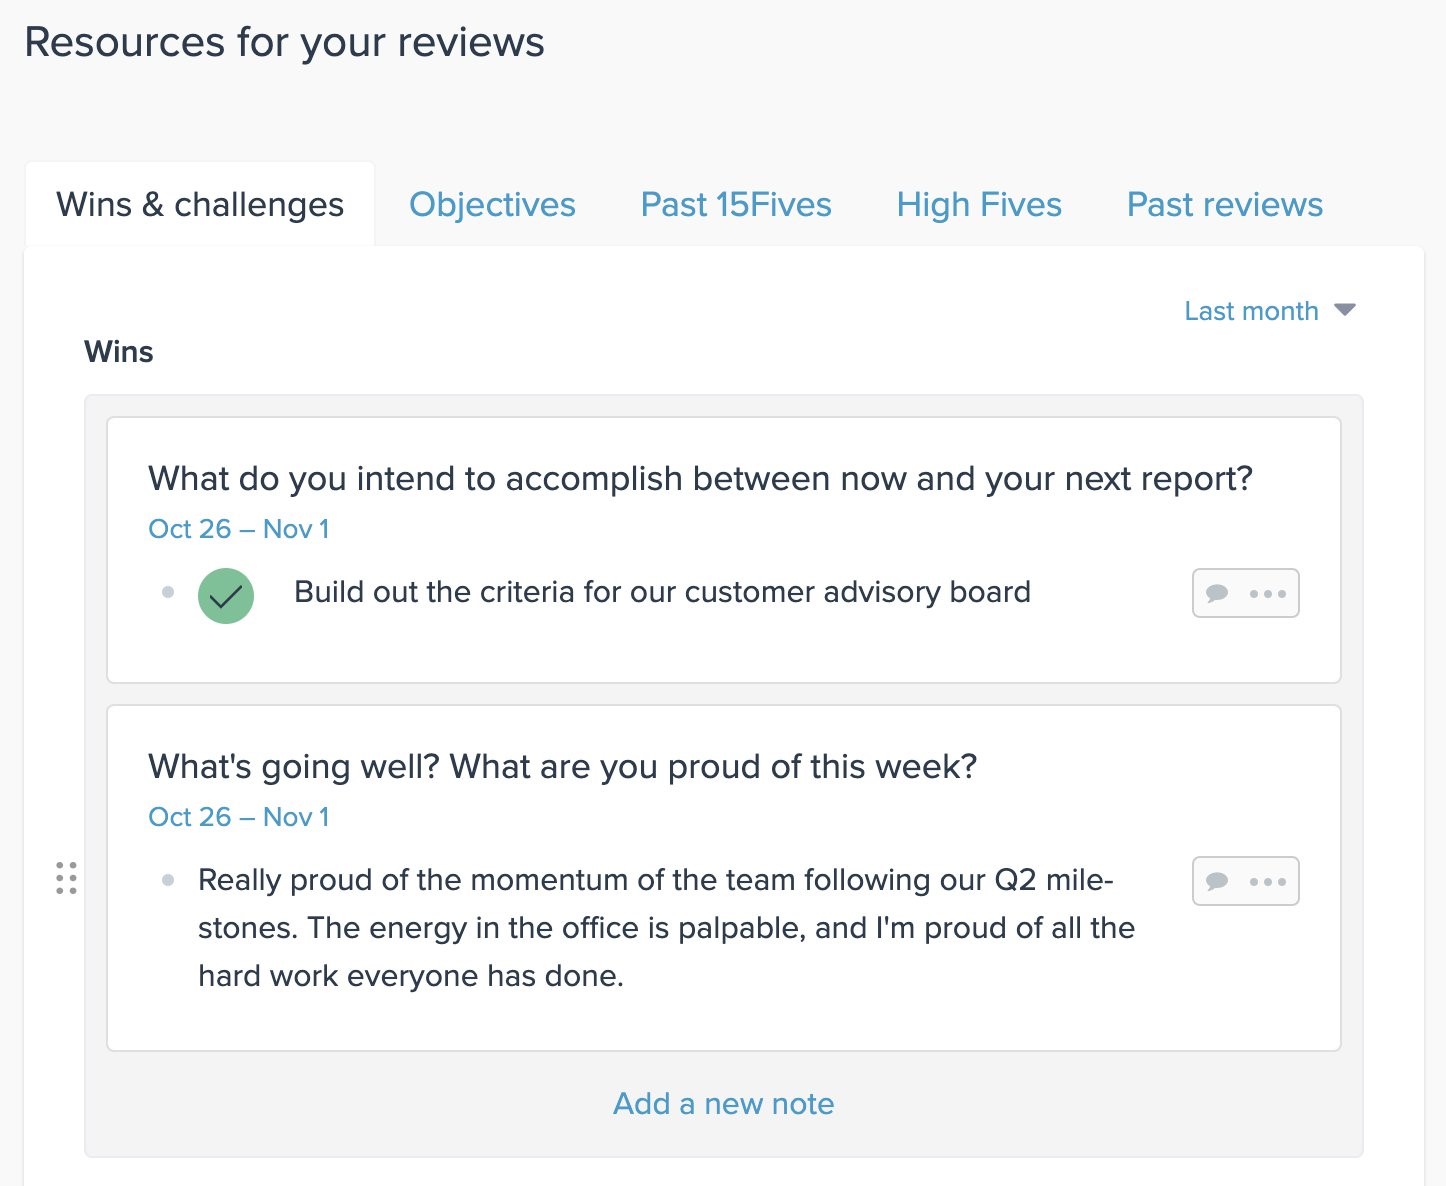 Resources for your reviews
Wins & challenges
Objectives
Past 15Fives
High Fives
Past reviews
Last month
Wins
What do you intend to accomplish between now and your next report?
Oct 26 – Nov 1
Build out the criteria for our customer advisory board
What's going well? What are you proud of this week?
Oct 26 – Nov 1
Really proud of the momentum of the team following our Q2 mile-
stones. The energy in the office is palpable, and I'm proud of all the
hard work everyone has done.
Add a new note